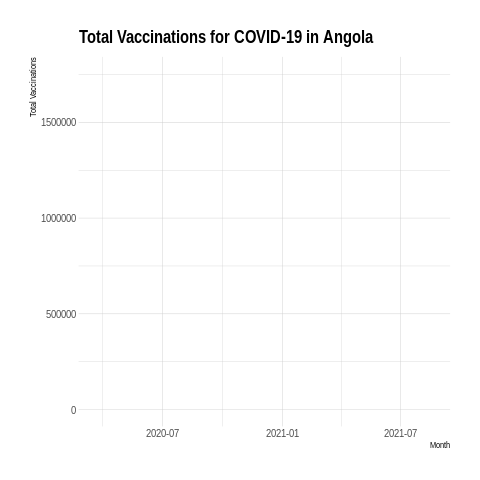 Total Vaccinations for COVID-19 in Angola
Total Vaccinations
1500000
1000000
500000
0
2020-07
2021-01
2021-07
Month